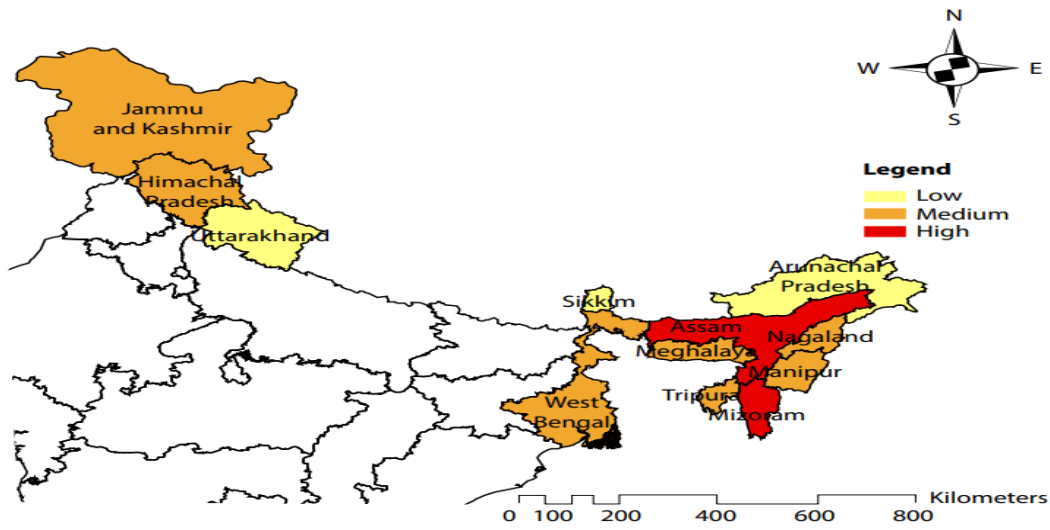 N
W
E
S
Jammu
and Kashmir
Himachal
Pradesh
Uttarakhand
Legend
Low
Medium
High
Arunachal
Pradesh
Sikkim
Assam
Nagaland
Meghalaya
Manipur
Tripura
Mizoram
West
Bengal
Kilometers
0 100 200 400 600 800